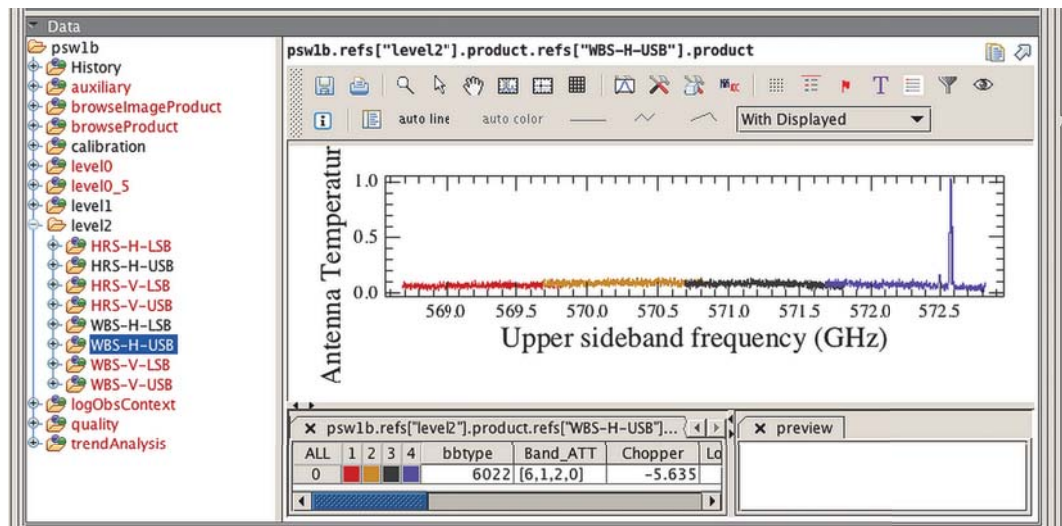 Data
psw1b
History
auxiliary
browseImageProduct
browseProduct
calibration
level0
level0_5
level1
level2
HRS-H-LSB
HRS-H-USB
HRS-V-LSB
HRS-V-USB
WBS-H-LSB
WBS-H-USB
WBS-V-LSB
WBS-V-USB
logObsContext
quality
trendAnalysis
psw1b.refs["level2"].product.refs["WBS-H-USB"].product
T
auto line auto color With Displayed
Antenna Temperatur
1.0
0.5
0.0
569.0 569.5 570.0 570.5 571.0 571.5 572.0 572.5
Upper sideband frequency (GHz)
psw1b.refs["level2"].product.refs["WBS-H-USB"]...
ALL 1 2 3 4 bbtype Band_ATT Chopper Lo
0 6022 [6,1,2,0] -5.635
preview